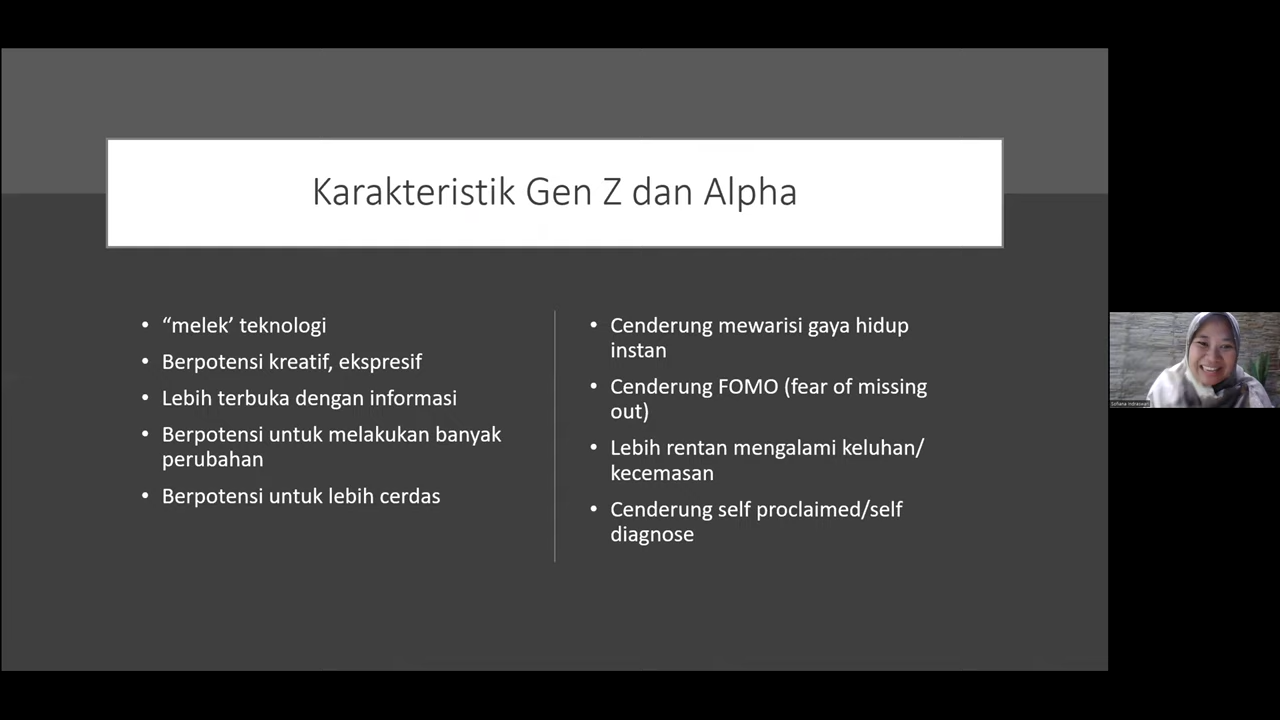 Karakteristik Gen Z dan Alpha
• “melek’ teknologi
• Berpotensi kreatif, ekspresif
• Lebih terbuka dengan informasi
• Berpotensi untuk melakukan banyak
perubahan
• Berpotensi untuk lebih cerdas
• Cenderung mewarisi gaya hidup
instan
• Cenderung FOMO (fear of missing
out)
• Lebih rentan mengalami keluhan/
kecemasan
• Cenderung self proclaimed/self
diagnose